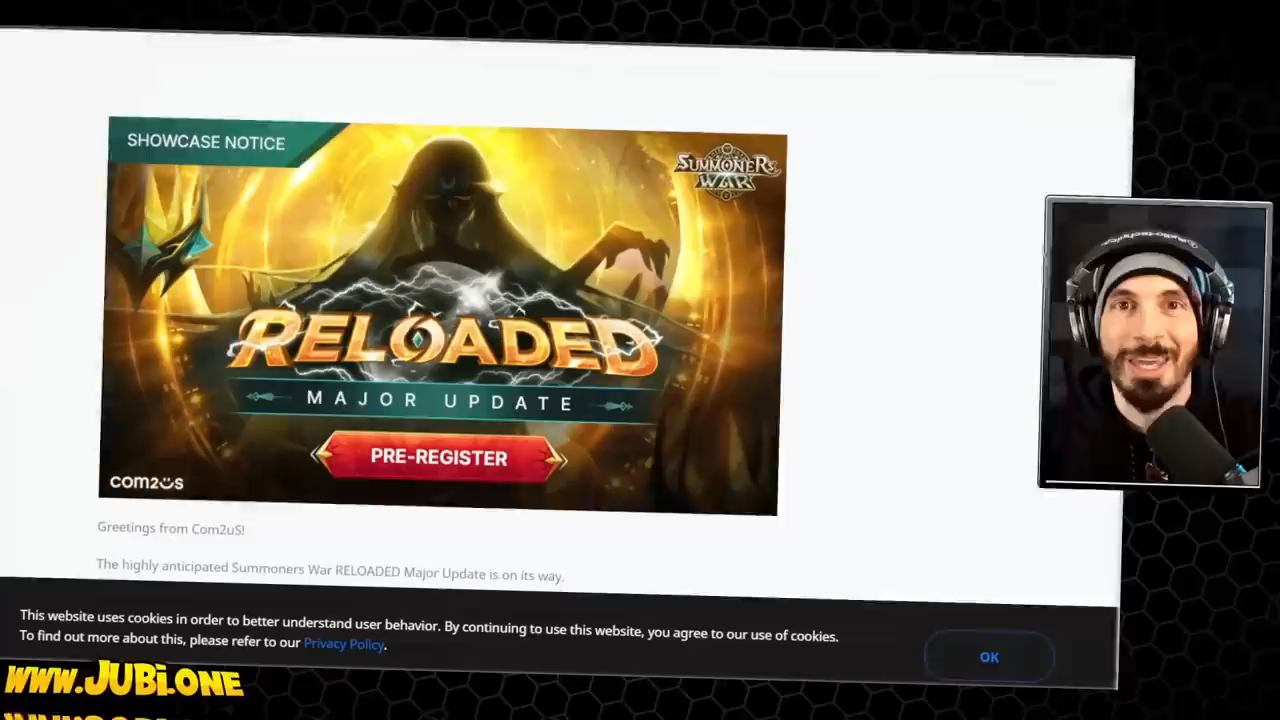 SHOWCASE NOTICE
SUMMONERS
WAR
RELOADED
MAJOR UPDATE
PRE-REGISTER
COM2US
Greetings from Com2uS!
The highly anticipated Summoners War RELOADED Major Update is on its way.
This website uses cookies in order to better understand user behavior. By continuing to use this website, you agree to our use of cookies.
To find out more about this, please refer to our Privacy Policy.
OK
WWW.JUBi.ONE